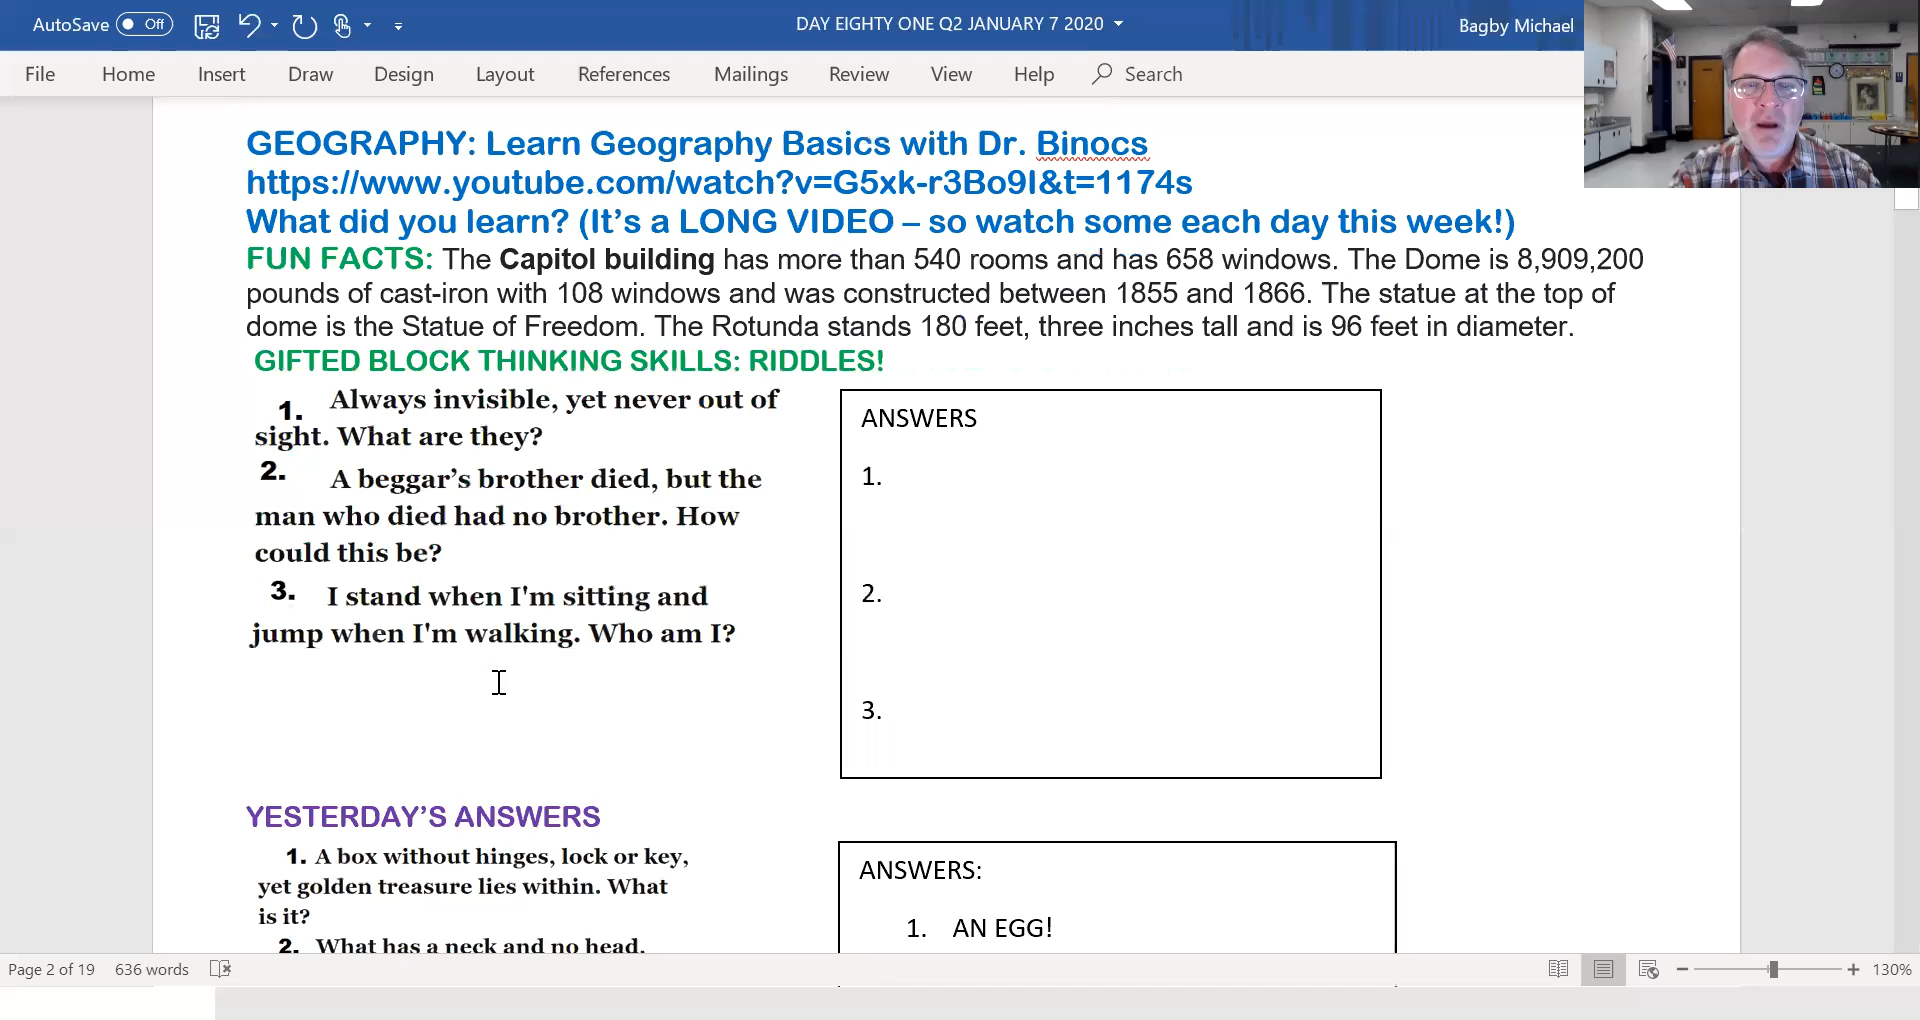 AutoSave Off
DAY EIGHTY ONE Q2 JANUARY 7 2020
Bagby Michael
File Home Insert Draw Design Layout References Mailings Review View Help Search
GEOGRAPHY: Learn Geography Basics with Dr. Binocs
https://www.youtube.com/watch?v=G5xk-r3Bo9I&t=1174s
What did you learn? (It’s a LONG VIDEO – so watch some each day this week!)
FUN FACTS: The Capitol building has more than 540 rooms and has 658 windows. The Dome is 8,909,200
pounds of cast-iron with 108 windows and was constructed between 1855 and 1866. The statue at the top of
dome is the Statue of Freedom. The Rotunda stands 180 feet, three inches tall and is 96 feet in diameter.
GIFTED BLOCK THINKING SKILLS: RIDDLES!
1. Always invisible, yet never out of
sight. What are they?
2. A beggar’s brother died, but the
man who died had no brother. How
could this be?
3. I stand when I'm sitting and
jump when I'm walking. Who am I?
ANSWERS
1.
2.
3.
YESTERDAY’S ANSWERS
1. A box without hinges, lock or key,
yet golden treasure lies within. What
is it?
2. What has a neck and no head,
ANSWERS:
1. AN EGG!
Page 2 of 19 636 words
130%